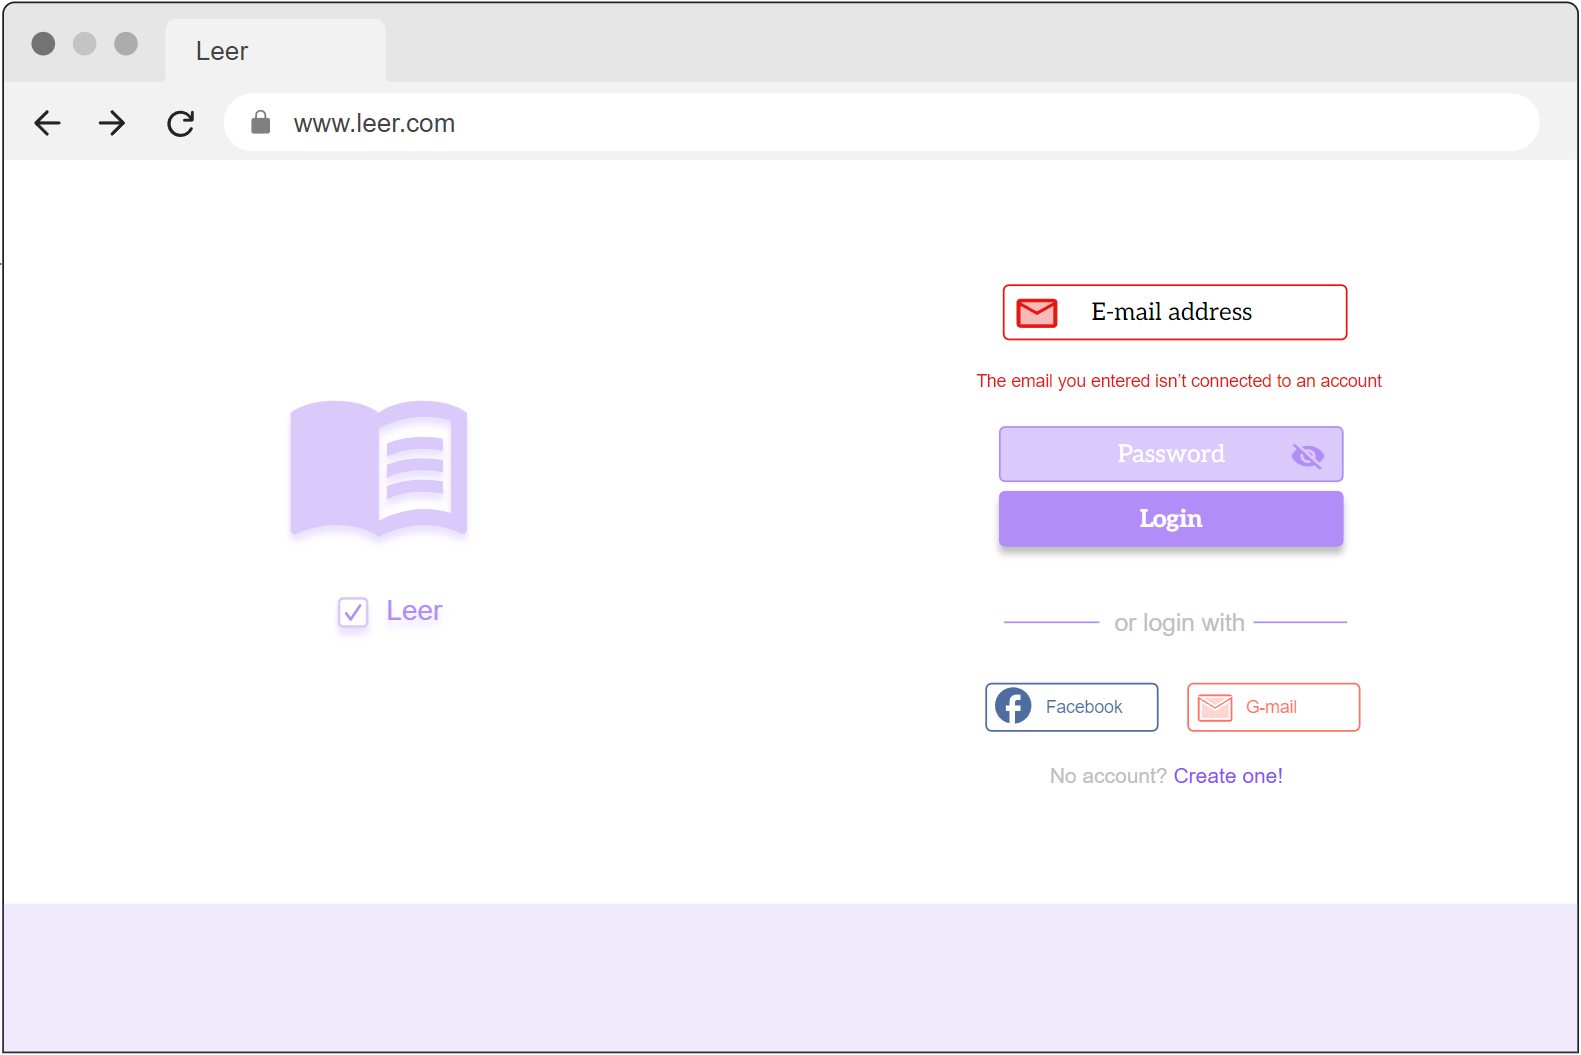 Leer
www.leer.com
E-mail address
The email you entered isn't connected to an account
Password
Login
Leer
or login with
Facebook
G-mail
No account? Create one!